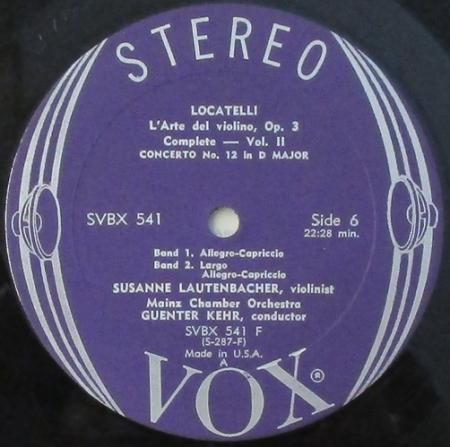 STEREO
LOCATELLI
L'Arte del violino, Op. 3
Complete — Vol. II
CONCERTO No. 12 in D MAJOR
SVBX 541
Side 6
22:28 min.
Band 1. Allegro-Capriccio
Band 2. Largo
Allegro-Capriccio
SUSANNE LAUTENBACHER, violinist
Mainz Chamber Orchestra
GUENTER KEHR, conductor
SVBX 541 F
(S-287-F)
Made in U.S.A.
A
VOX®